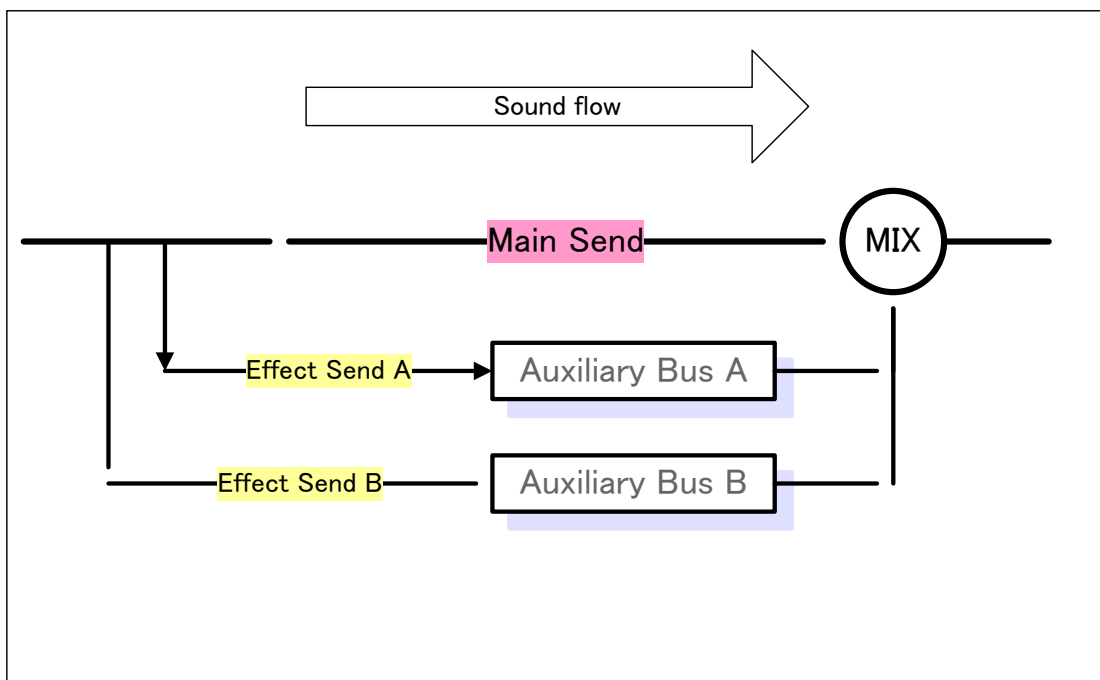 Sound flow
Main Send
MIX
Effect Send A
Auxiliary Bus A
Effect Send B
Auxiliary Bus B